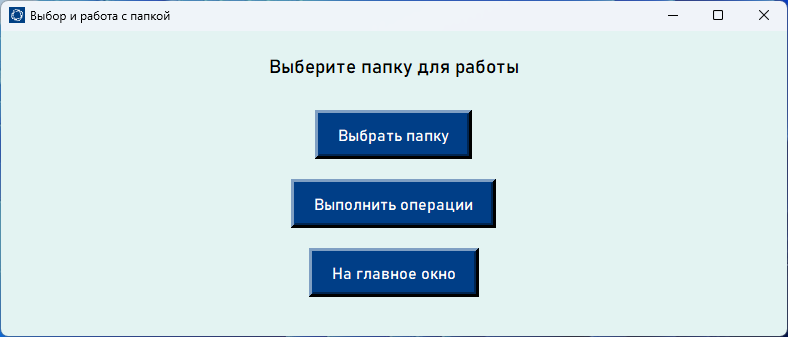 Выбор и работа с папкой
Выберите папку для работы
Выбрать папку
Выполнить операции
На главное окно